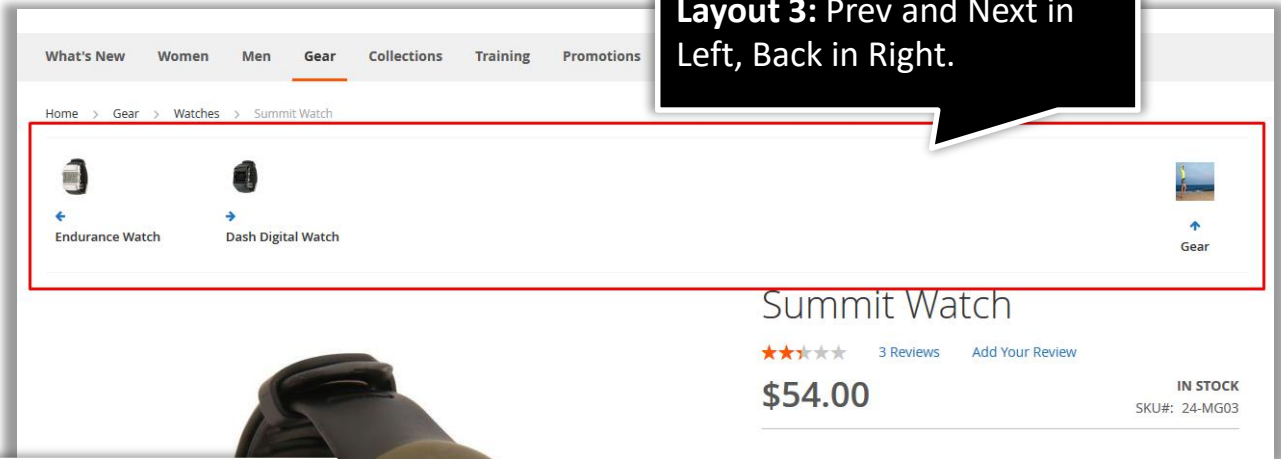 Layout 3: Prev and Next in
Left, Back in Right.
What's New Women Men Gear Collections Training Promotions
Home > Gear > Watches > Summit Watch
← → ↑
Endurance Watch Dash Digital Watch Gear
Summit Watch
3 Reviews Add Your Review
$54.00 IN STOCK
SKU#: 24-MG03